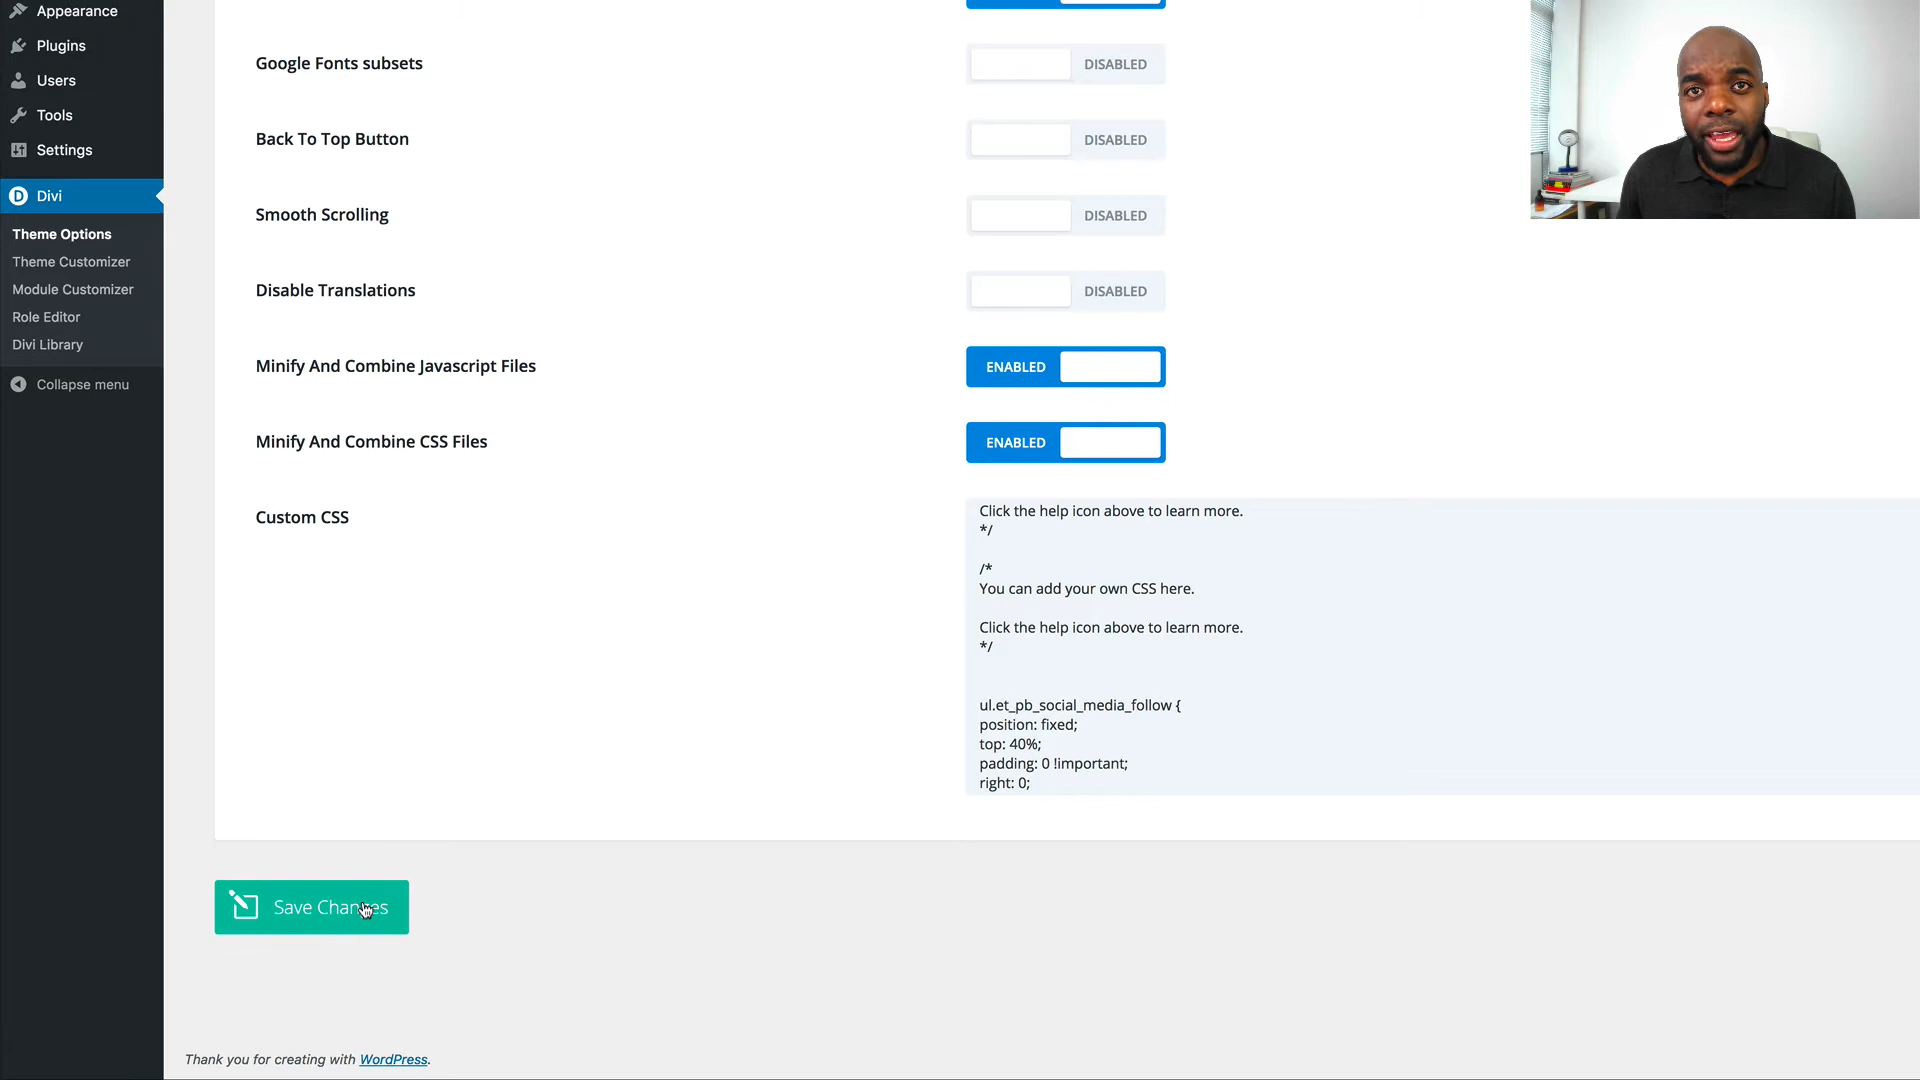 Appearance
Plugins
Users
Tools
Settings
D Divi
Theme Options
Theme Customizer
Module Customizer
Role Editor
Divi Library
Collapse menu
Google Fonts subsets
DISABLED
Back To Top Button
DISABLED
Smooth Scrolling
DISABLED
Disable Translations
DISABLED
Minify And Combine Javascript Files
ENABLED
Minify And Combine CSS Files
ENABLED
Custom CSS
Click the help icon above to learn more.
*/
/*
You can add your own CSS here.
Click the help icon above to learn more.
*/
ul.et_pb_social_media_follow {
position: fixed;
top: 40%;
padding: 0 !important;
right: 0;
Save Changes
Thank you for creating with WordPress.